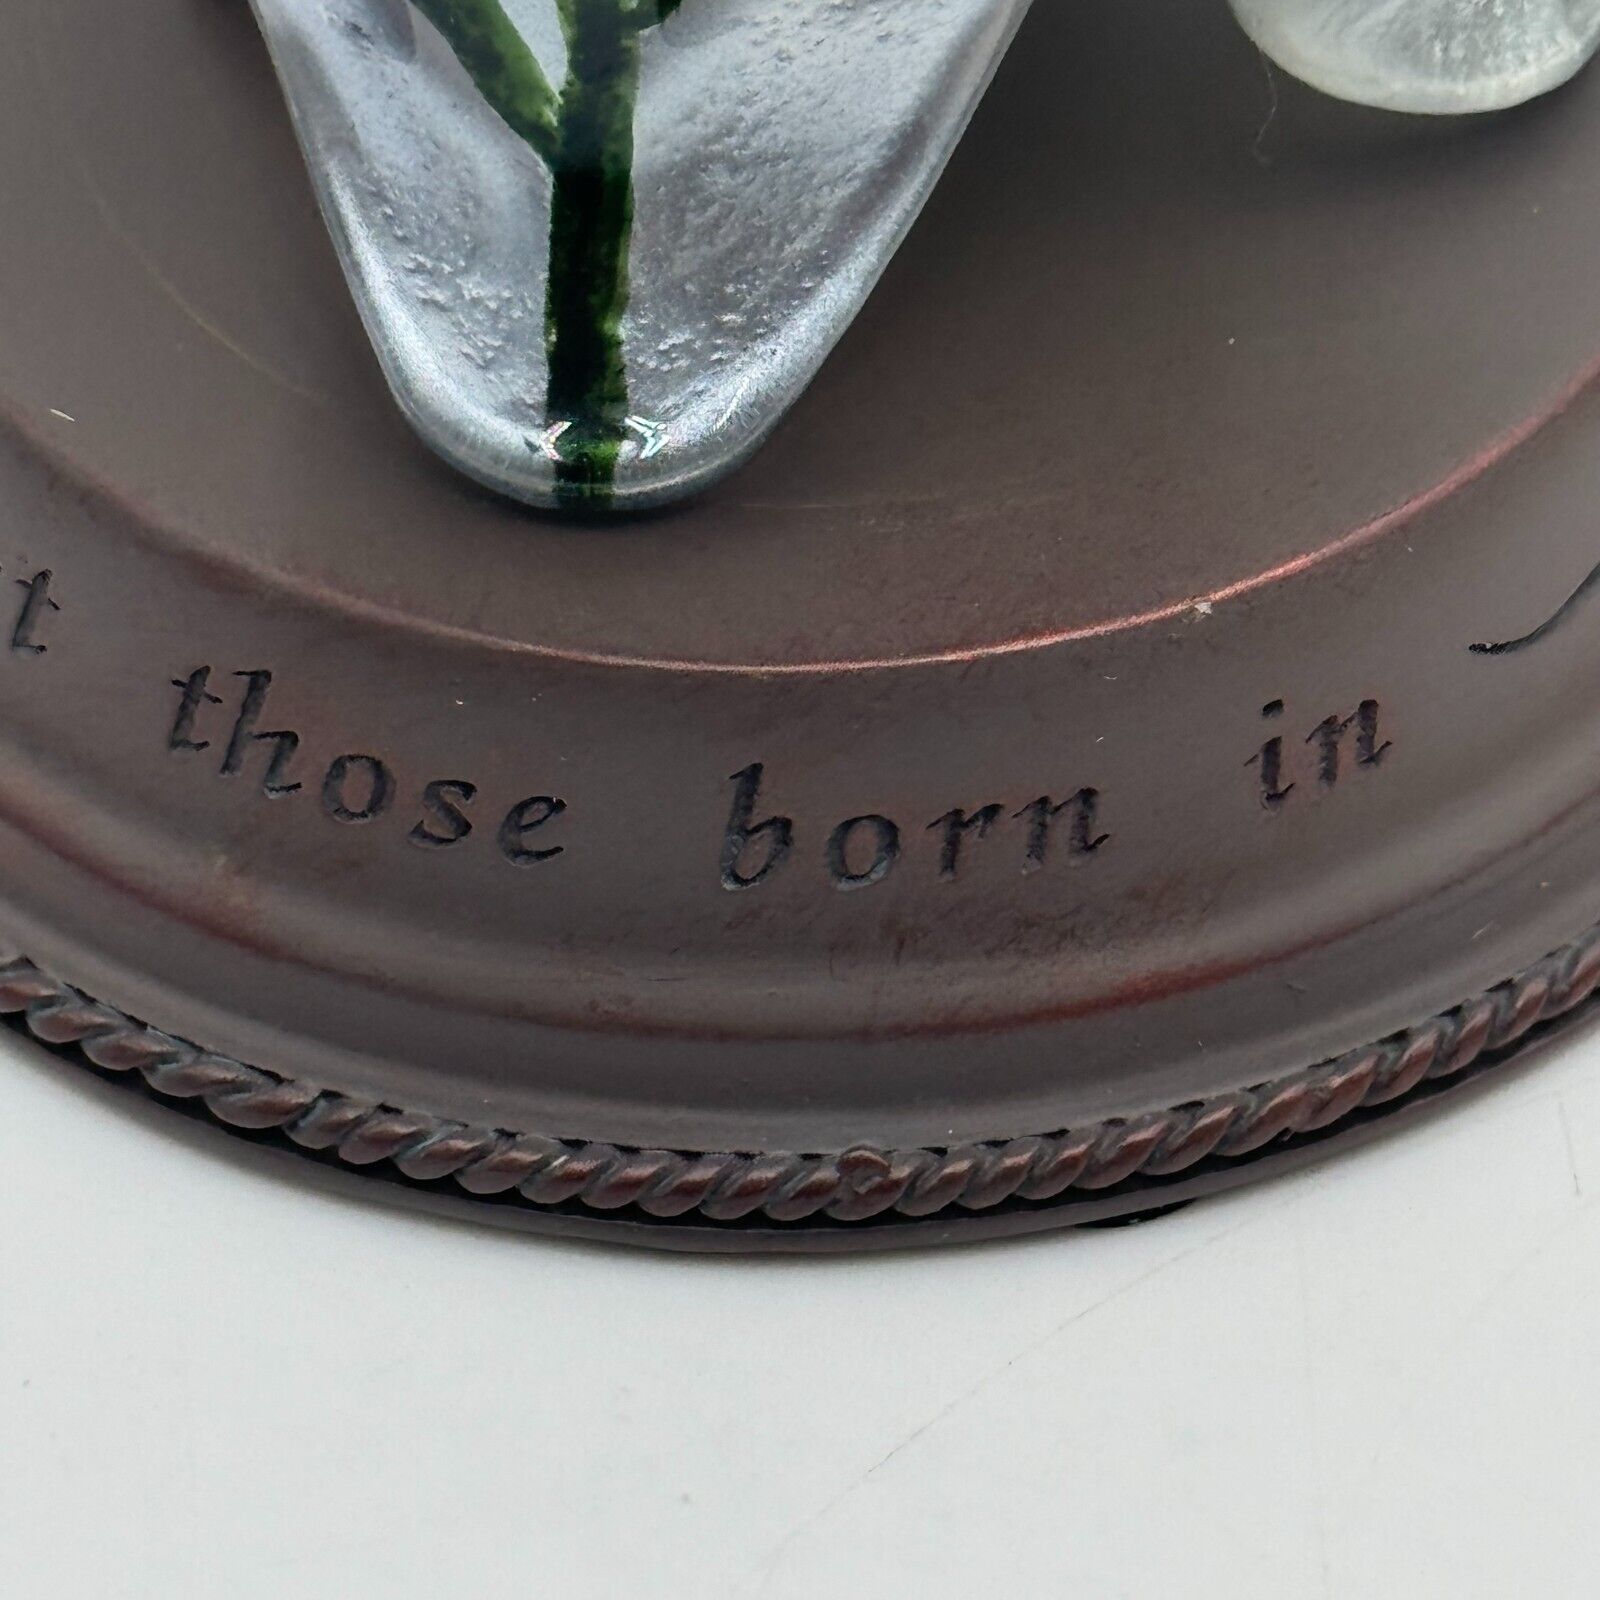 those born in